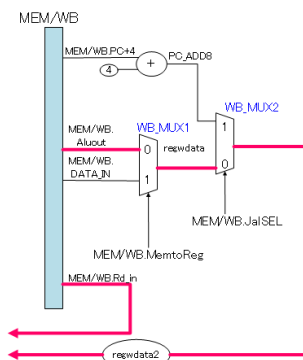 MEM/WB
MEM/WB.PC+4
PC_ADD8
4
+
WB_MUX2
MEM/WB.
Aluout
WB_MUX1
1
0
regwdata
MEM/WB.
DATA_IN
1
0
MEM/WB.JalSEL
MEM/WB.MemtoReg
MEM/WB.Rd_in
regwdata2